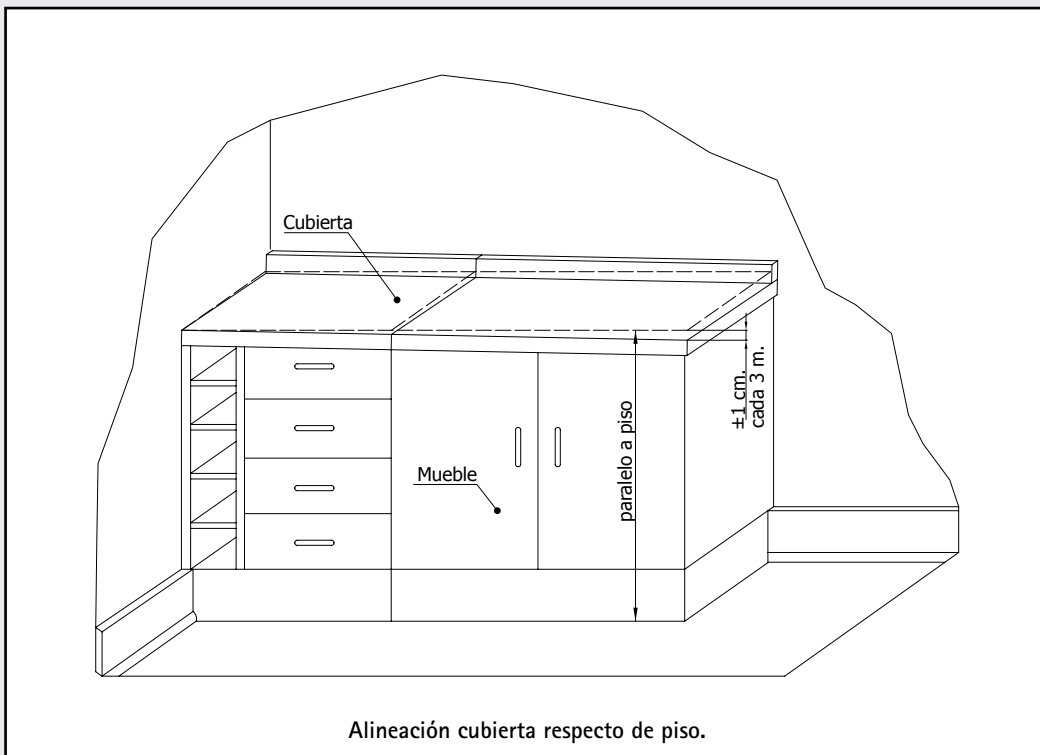 Cubierta
±1 cm.
cada 3 m.
paralelo a piso
Mueble
Alineación cubierta respecto de piso.